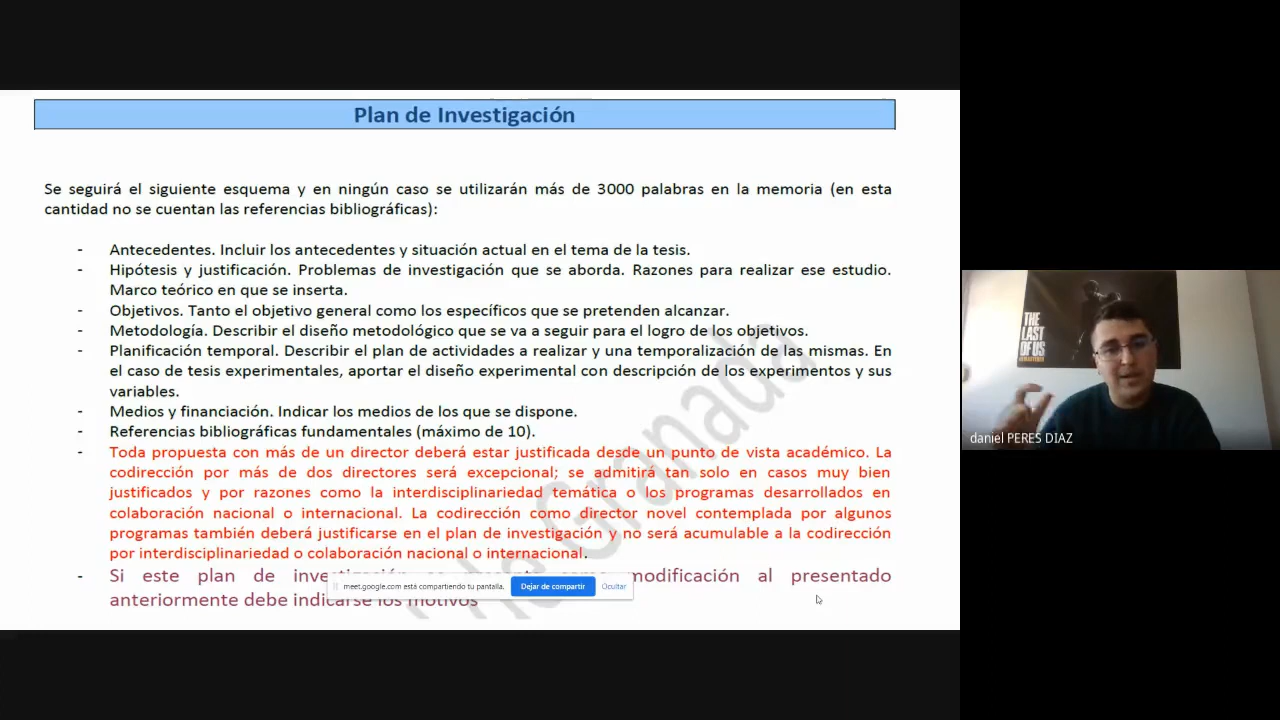 Plan de Investigación
Se seguirá el siguiente esquema y en ningún caso se utilizarán más de 3000 palabras en la memoria (en esta
cantidad no se cuentan las referencias bibliográficas):
- Antecedentes. Incluir los antecedentes y situación actual en el tema de la tesis.
- Hipótesis y justificación. Problemas de investigación que se aborda. Razones para realizar ese estudio.
Marco teórico en que se inserta.
- Objetivos. Tanto el objetivo general como los específicos que se pretenden alcanzar.
- Metodología. Describir el diseño metodológico que se va a seguir para el logro de los objetivos.
- Planificación temporal. Describir el plan de actividades a realizar y una temporalización de las mismas. En
el caso de tesis experimentales, aportar el diseño experimental con descripción de los experimentos y sus
variables.
- Medios y financiación. Indicar los medios de los que se dispone.
- Referencias bibliográficas fundamentales (máximo de 10).
- Toda propuesta con más de un director deberá estar justificada desde un punto de vista académico. La
codirección por más de dos directores será excepcional; se admitirá tan solo en casos muy bien
justificados y por razones como la interdisciplinariedad temática o los programas desarrollados en
colaboración nacional o internacional. La codirección como director novel contemplada por algunos
programas también deberá justificarse en el plan de investigación y no será acumulable a la codirección
por interdisciplinariedad o colaboración nacional o internacional.
- Si este plan de modificación al presentado
anteriormente debe indicarse los motivos
meet.google.com está compartiendo tu pantalla. Dejar de compartir Ocultar
de Granada
THE
LAST
OF US
daniel PERES DIAZ